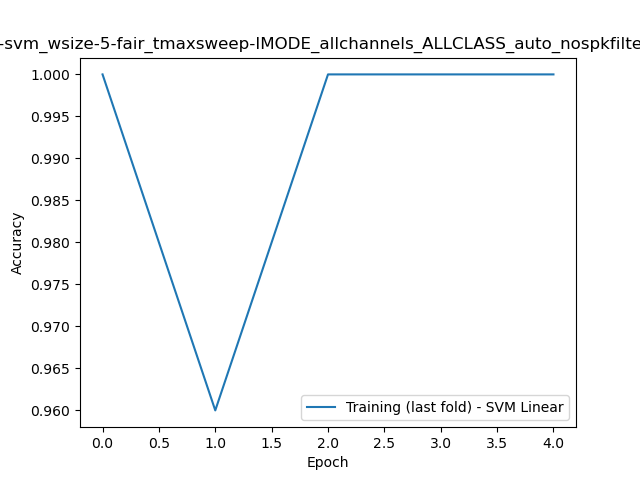 -svm_wsize-5-fair_tmaxsweep-IMODE_allchannels_ALLCLASS_auto_nospkfilte
1.000
0.995
0.990
0.985
0.980
0.975
0.970
0.965
0.960
Accuracy
Training (last fold) - SVM Linear
0.0 0.5 1.0 1.5 2.0 2.5 3.0 3.5 4.0
Epoch